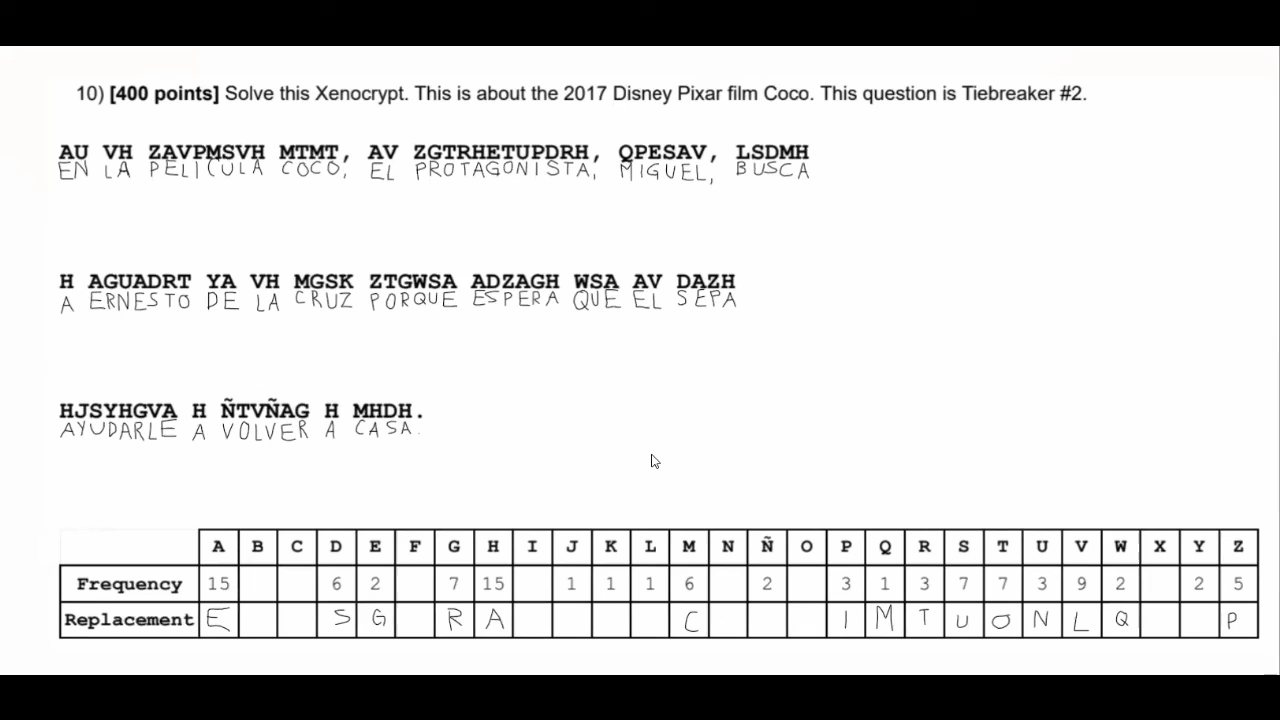 10) [400 points] Solve this Xenocrypt. This is about the 2017 Disney Pixar film Coco. This question is Tiebreaker #2.
AU VH ZAVPMSVH MTMT, AV ZGTRHETUPDRH, QPESAV, LSDMH
EN LA PELICULA COCO, EL PROTAGONISTA, MIGUEL, BUSCA
H AGUADRT YA VH MGSK ZTGWSA ADZAGH WSA AV DAZH
A ERNESTO DE LA CRUZ PORQUE ESPERA QUE EL SEPA
HJSYHGVA H ÑTVÑAG H MHDH.
AYUDARLE A VOLVER A CASA.
A B C D E F G H I J K L M N Ñ O P Q R S T U V W X Y Z
Frequency 15 6 2 7 15 1 1 1 6 2 3 1 3 7 7 3 9 2 2 5
Replacement E S G R A C I M T U O N L Q P